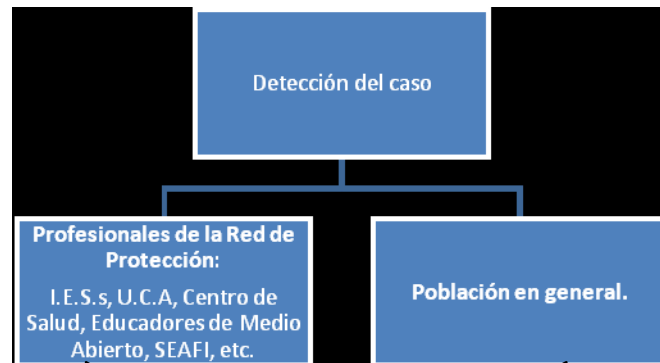 Detección del caso
Profesionales de la Red de
Protección:
I.E.S.s, U.C.A, Centro de
Salud, Educadores de Medio
Abierto, SEAFI, etc.
Población en general.